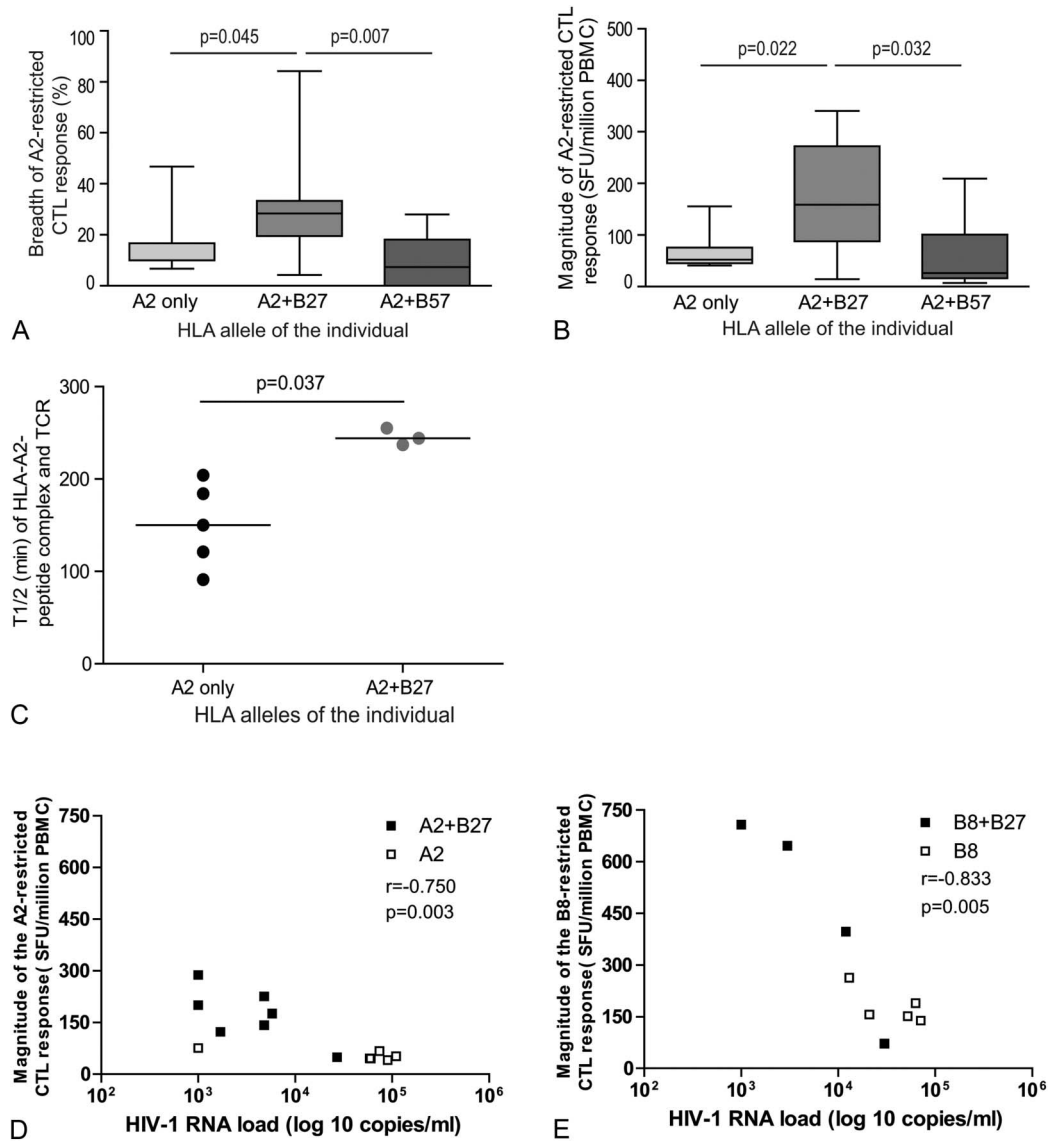 Breadth of A2-restricted
CTL response (%)
100
80
60
40
20
0
p=0.045
p=0.007
A2 only
A2+B27
A2+B57
HLA allele of the individual
A
Magnitude of A2-restricted CTL
response (SFU/million PBMC)
500
400
300
200
100
0
p=0.022
p=0.032
A2 only
A2+B27
A2+B57
HLA allele of the individual
B
T1/2 (min) of HLA-A2-
peptide complex and TCR
300
200
100
0
p=0.037
A2 only
A2+B27
HLA alleles of the individual
C
Magnitude of the A2-restricted
CTL response( SFU/million PBMC)
750
600
450
300
150
0
A2+B27
A2
r=-0.750
p=0.003
10²
10³
10⁴
10⁵
10⁶
HIV-1 RNA load (log 10 copies/ml)
D
Magnitude of the B8-restricted
CTL response( SFU/million PBMC)
750
600
450
300
150
0
B8+B27
B8
r=-0.833
p=0.005
10²
10³
10⁴
10⁵
10⁶
HIV-1 RNA load (log 10 copies/ml)
E